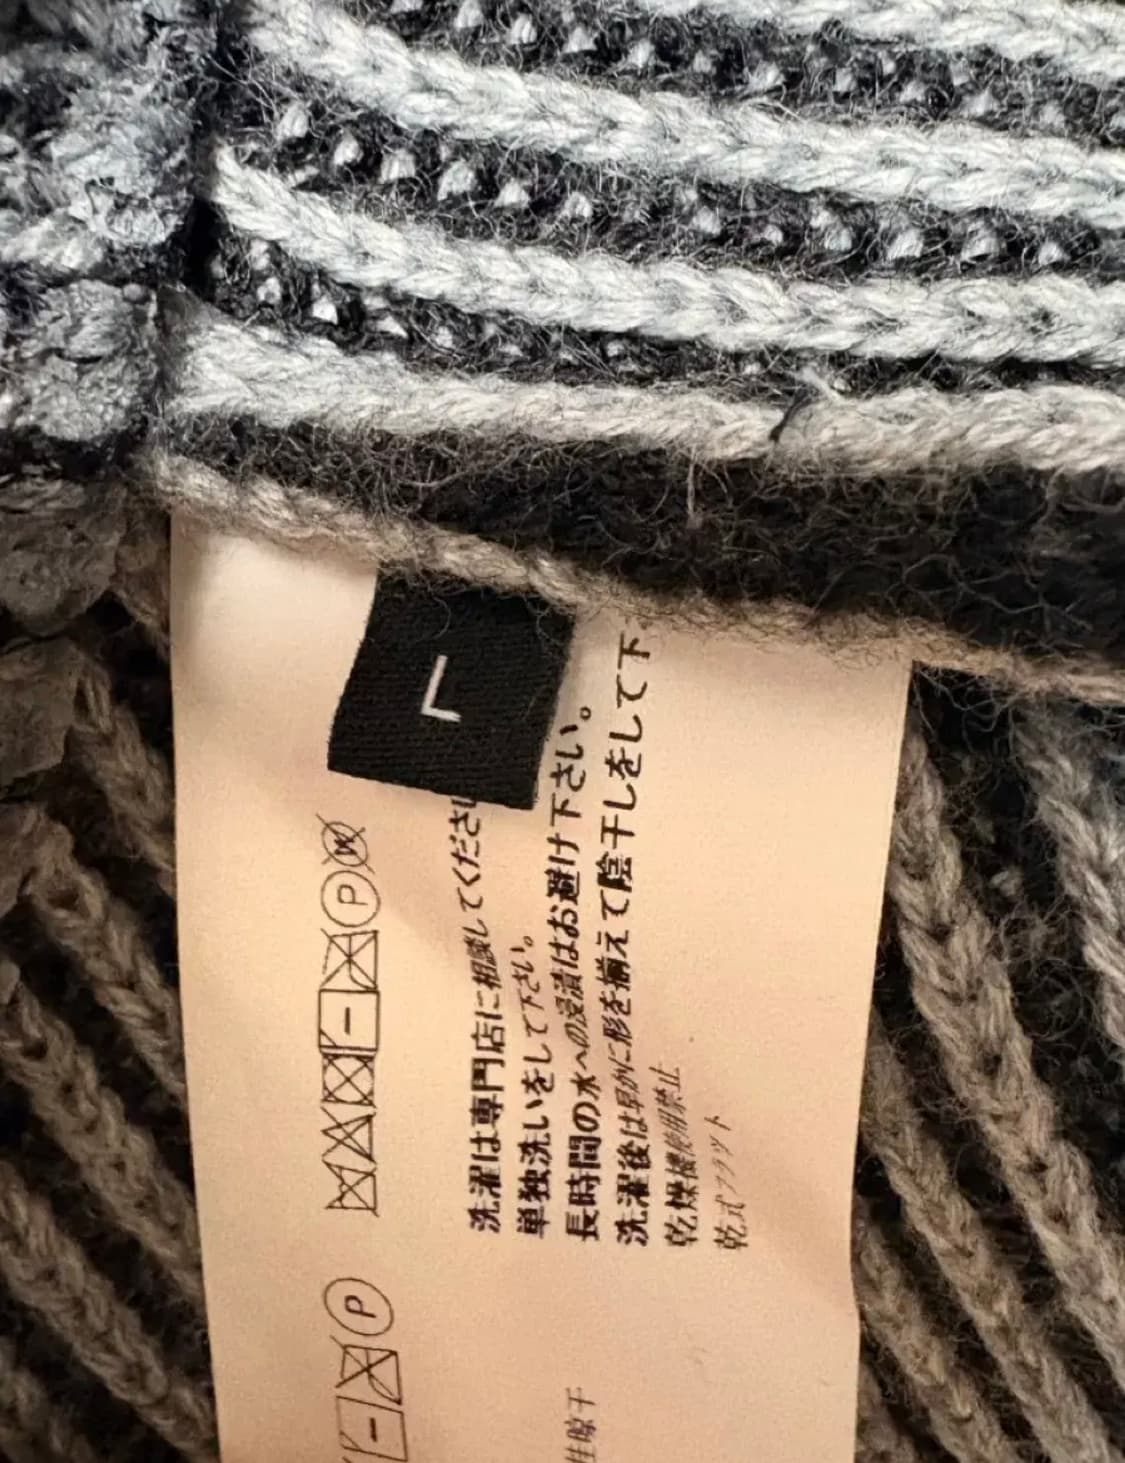 L
P
W
洗濯は専門店に相談してくださ
単独洗いをして下さい。
長時間の水への浸漬はお避け下さい。
洗濯後は早めに形を揃えて陰干しをして下
乾燥機使用禁止
乾式フラット
P
晾干